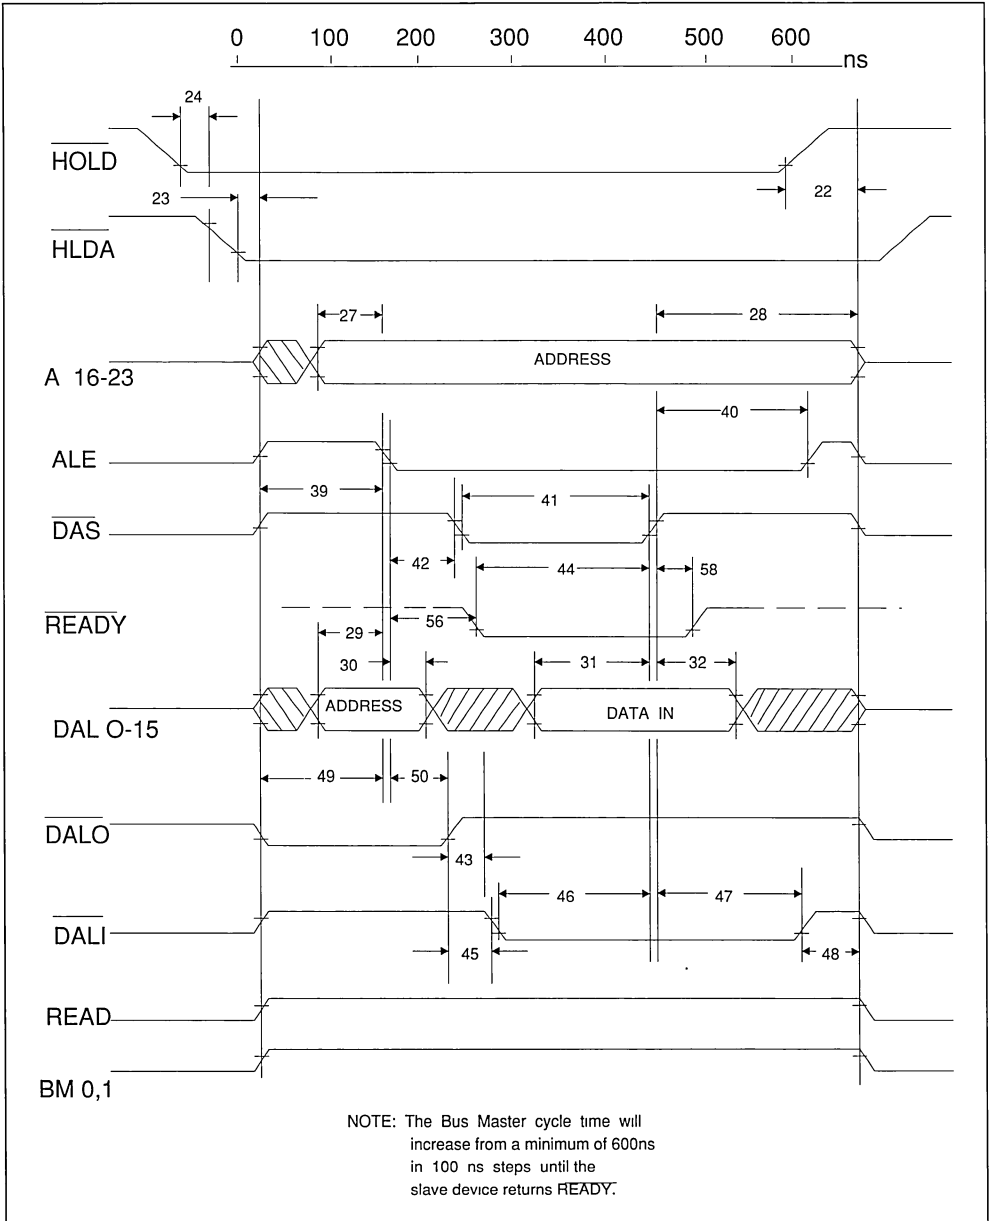 0 100 200 300 400 500 600
ns
24
HOLD
23
22
HLDA
27
28
A 16-23
ADDRESS
40
ALE
39
41
DAS
42
44
58
READY
56
29
30
31
32
DAL O-15
ADDRESS
DATA IN
49
50
DALO
43
46
47
DALI
45
48
READ
BM 0,1
NOTE: The Bus Master cycle time will
increase from a minimum of 600ns
in 100 ns steps until the
slave device returns READY.